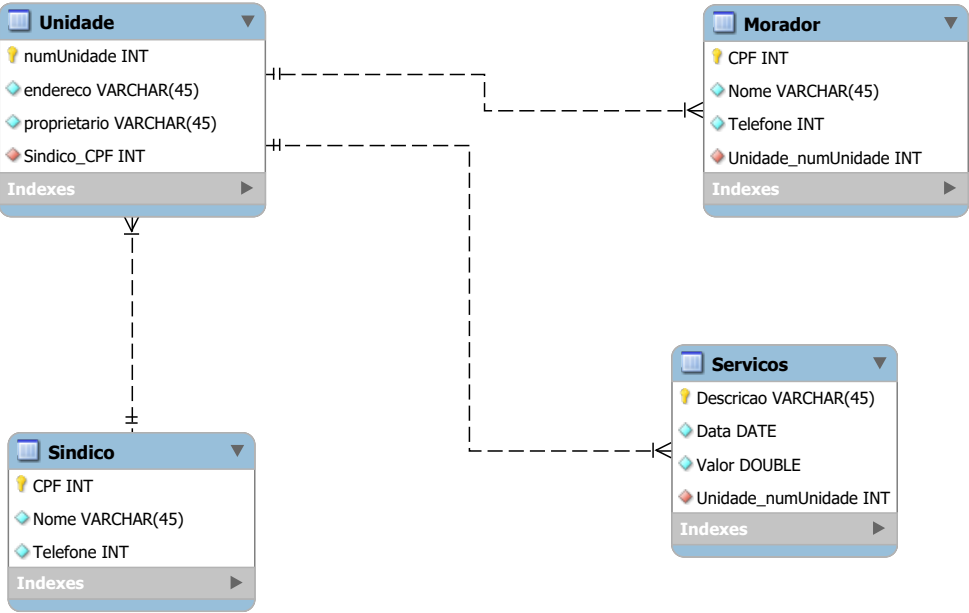 Unidade
numUnidade INT
endereco VARCHAR(45)
proprietario VARCHAR(45)
Sindico_CPF INT
Indexes
Morador
CPF INT
Nome VARCHAR(45)
Telefone INT
Unidade_numUnidade INT
Indexes
Servicos
Descricao VARCHAR(45)
Data DATE
Valor DOUBLE
Unidade_numUnidade INT
Indexes
Sindico
CPF INT
Nome VARCHAR(45)
Telefone INT
Indexes